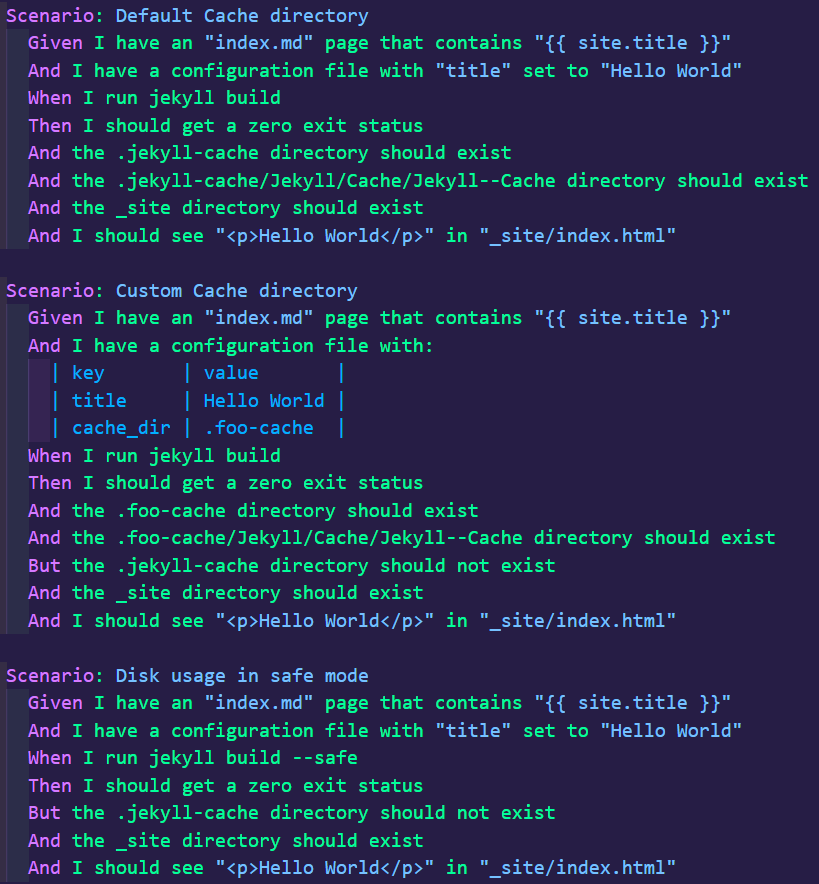 Scenario: Default Cache directory
  Given I have an "index.md" page that contains "{{ site.title }}"
  And I have a configuration file with "title" set to "Hello World"
  When I run jekyll build
  Then I should get a zero exit status
  And the .jekyll-cache directory should exist
  And the .jekyll-cache/Jekyll/Cache/Jekyll--Cache directory should exist
  And the _site directory should exist
  And I should see "<p>Hello World</p>" in "_site/index.html"

Scenario: Custom Cache directory
  Given I have an "index.md" page that contains "{{ site.title }}"
  And I have a configuration file with:
    | key       | value       |
    | title     | Hello World |
    | cache_dir | .foo-cache  |
  When I run jekyll build
  Then I should get a zero exit status
  And the .foo-cache directory should exist
  And the .foo-cache/Jekyll/Cache/Jekyll--Cache directory should exist
  But the .jekyll-cache directory should not exist
  And the _site directory should exist
  And I should see "<p>Hello World</p>" in "_site/index.html"

Scenario: Disk usage in safe mode
  Given I have an "index.md" page that contains "{{ site.title }}"
  And I have a configuration file with "title" set to "Hello World"
  When I run jekyll build --safe
  Then I should get a zero exit status
  But the .jekyll-cache directory should not exist
  And the _site directory should exist
  And I should see "<p>Hello World</p>" in "_site/index.html"